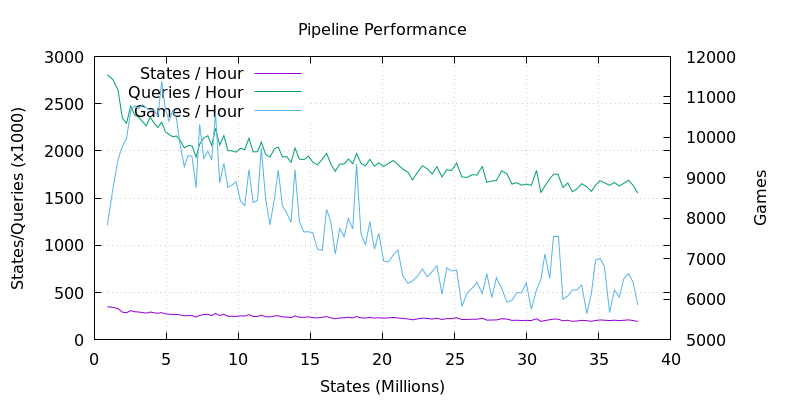 Pipeline Performance
3000
2500
2000
1500
1000
500
0
12000
11000
10000
9000
8000
7000
6000
5000
States / Hour
Queries / Hour
Games / Hour
States/Queries (x1000)
Games
0 5 10 15 20 25 30 35 40
States (Millions)